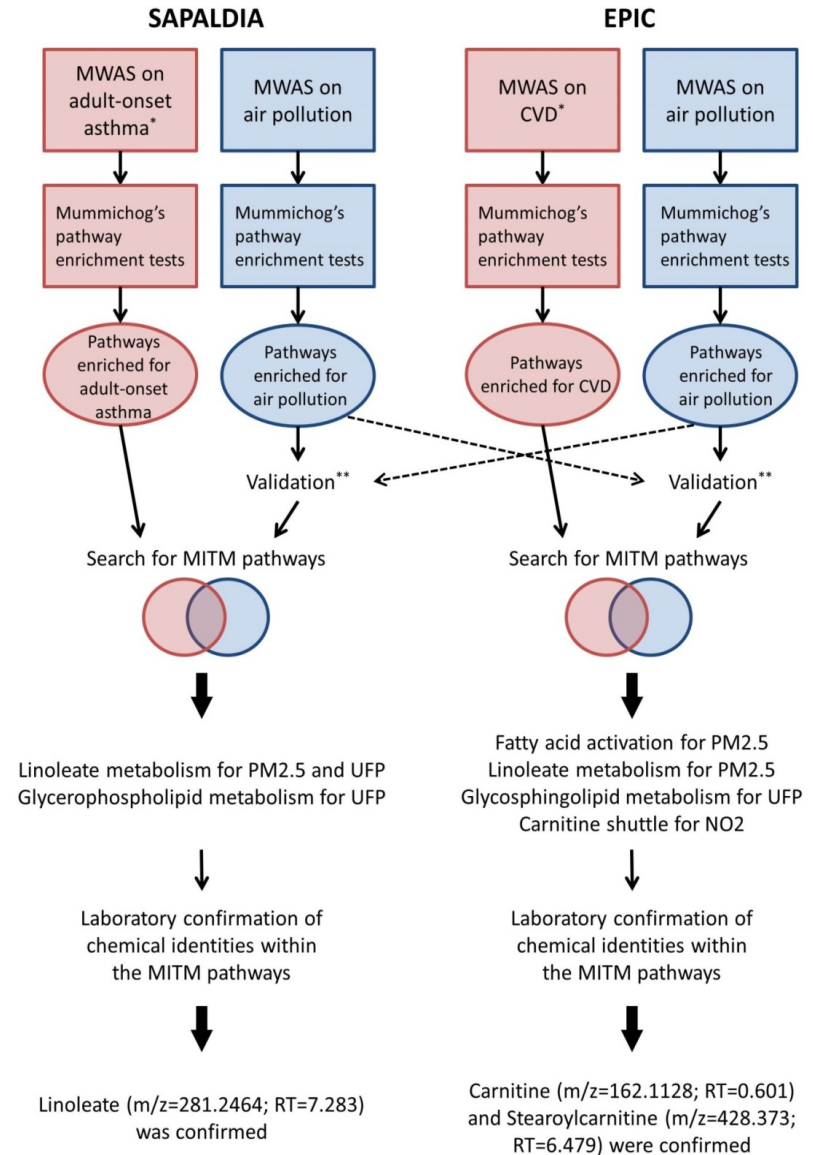 SAPALDIA
MWAS on
adult-onset
asthma*
MWAS on
air pollution
Mummichog’s
pathway
enrichment tests
Mummichog’s
pathway
enrichment tests
Pathways
enriched for
adult-onset
asthma
Pathways
enriched for
air pollution
Validation**
Search for MITM pathways
Linoleate metabolism for PM2.5 and UFP
Glycerophospholipid metabolism for UFP
Laboratory confirmation of
chemical identities within
the MITM pathways
Linoleate (m/z=281.2464; RT=7.283)
was confirmed
EPIC
MWAS on
CVD*
MWAS on
air pollution
Mummichog’s
pathway
enrichment tests
Mummichog’s
pathway
enrichment tests
Pathways
enriched for CVD
Pathways
enriched for
air pollution
Validation**
Search for MITM pathways
Fatty acid activation for PM2.5
Linoleate metabolism for PM2.5
Glycosphingolipid metabolism for UFP
Carnitine shuttle for NO2
Laboratory confirmation of
chemical identities within
the MITM pathways
Carnitine (m/z=162.1128; RT=0.601)
and Stearoylcarnitine (m/z=428.373;
RT=6.479) were confirmed